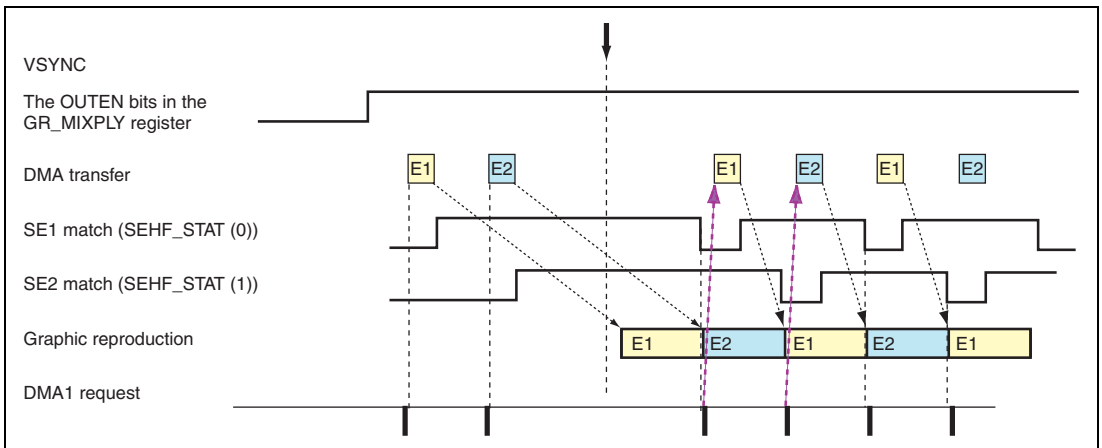 VSYNC
The OUTEN bits in the
GR_MIXPLY register
DMA transfer
E1 E2 E1 E2 E1 E2
SE1 match (SEHF_STAT (0))
SE2 match (SEHF_STAT (1))
Graphic reproduction
E1 E2 E1 E2 E1
DMA1 request